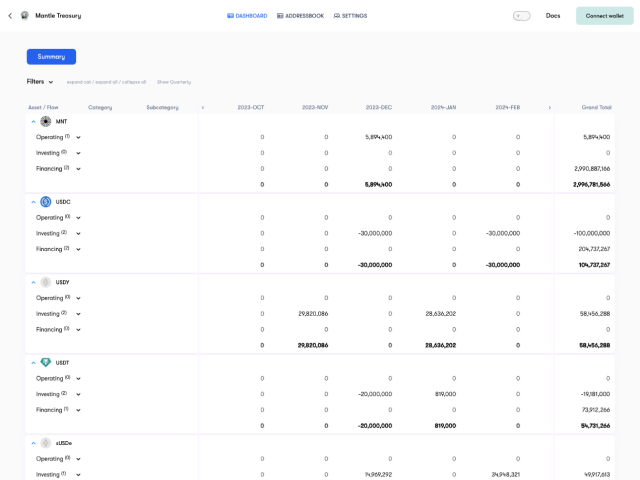 Mantle Treasury DASHBOARD ADDRESSBOOK SETTINGS Docs Connect wallet
Summary
Filters expand cat / expand all / collapse all Show Quarterly
Asset / Flow Category Subcategory 2023-OCT 2023-NOV 2023-DEC 2024-JAN 2024-FEB Grand Total
MNT
Operating (1) 0 0 5,894,400 0 0 5,894,400
Investing (0) 0 0 0 0 0 0
Financing (2) 0 0 0 0 0 2,990,887,166
0 0 5,894,400 0 0 2,996,781,566
USDC
Operating (0) 0 0 0 0 0 0
Investing (2) 0 0 -30,000,000 0 -30,000,000 -100,000,000
Financing (2) 0 0 0 0 0 204,737,267
0 0 -30,000,000 0 -30,000,000 104,737,267
USDY
Operating (0) 0 0 0 0 0 0
Investing (2) 0 29,820,086 0 28,636,202 0 58,456,288
Financing (0) 0 0 0 0 0 0
0 29,820,086 0 28,636,202 0 58,456,288
USDT
Operating (0) 0 0 0 0 0 0
Investing (2) 0 0 -20,000,000 819,000 0 -19,181,000
Financing (1) 0 0 0 0 0 73,912,266
0 0 -20,000,000 819,000 0 54,731,266
sUSDe
Operating (0) 0 0 0 0 0 0
Investing (1) 0 0 14,969,292 0 34,948,321 49,917,613